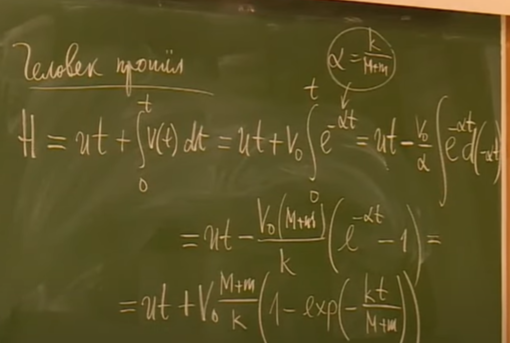 Человек прошёл
α = k/(M+m)
H = ut + ∫₀ᵗ V(t) dt = ut + V₀ ∫₀ᵗ e^(-αt) = ut - V₀/α ∫ e^(-αt) d(-αt)
= ut - V₀(M+m)/k (e^(-αt) - 1) =
= ut + V₀ (M+m)/k (1 - exp(-kt/(M+m)))